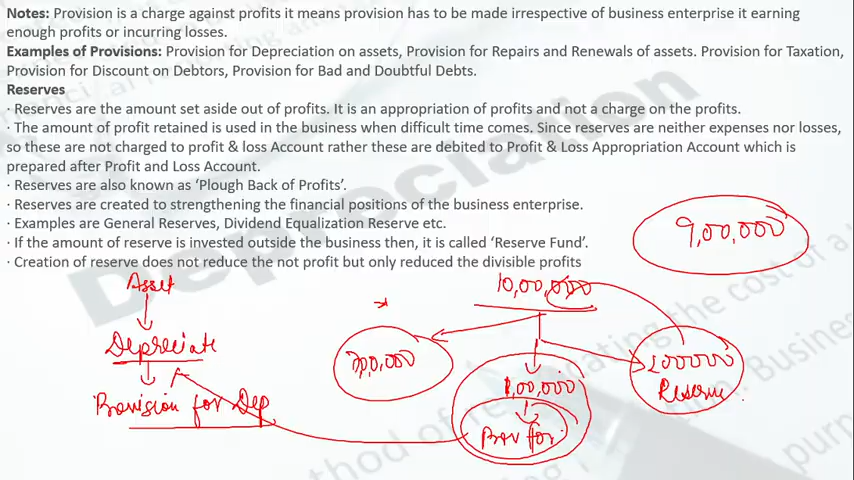 Notes: Provision is a charge against profits it means provision has to be made irrespective of business enterprise it earning
enough profits or incurring losses.
Examples of Provisions: Provision for Depreciation on assets, Provision for Repairs and Renewals of assets. Provision for Taxation,
Provision for Discount on Debtors, Provision for Bad and Doubtful Debts.
Reserves
· Reserves are the amount set aside out of profits. It is an appropriation of profits and not a charge on the profits.
· The amount of profit retained is used in the business when difficult time comes. Since reserves are neither expenses nor losses,
so these are not charged to profit & loss Account rather these are debited to Profit & Loss Appropriation Account which is
prepared after Profit and Loss Account.
· Reserves are also known as ‘Plough Back of Profits’.
· Reserves are created to strengthening the financial positions of the business enterprise.
· Examples are General Reserves, Dividend Equalization Reserve etc.
· If the amount of reserve is invested outside the business then, it is called ‘Reserve Fund’.
· Creation of reserve does not reduce the not profit but only reduced the divisible profits
9,00,000
Asset
10,00,000
Depreciate
200000
1,00,000
Reserve
Provision for Dep
Depreciation